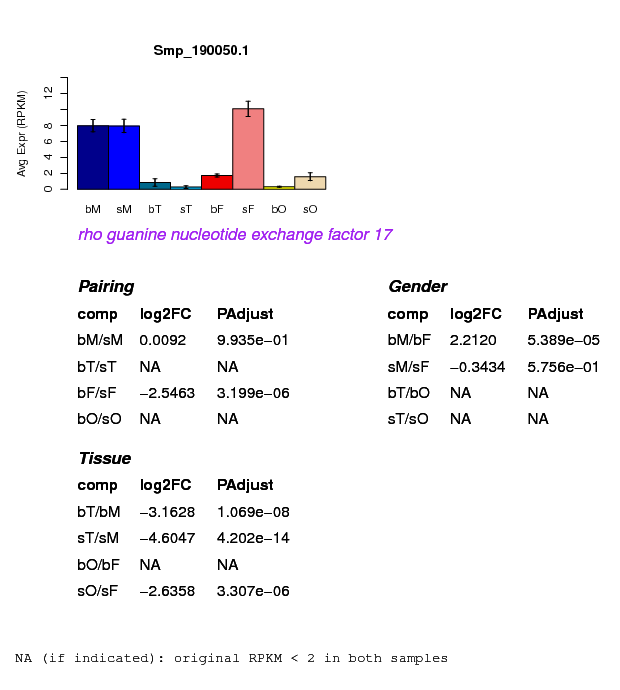 Smp_190050.1
Avg Expr (RPKM)
0 2 4 6 8 12
bM sM bT sT bF sF bO sO
rho guanine nucleotide exchange factor 17
Pairing
comp log2FC PAdjust
bM/sM 0.0092 9.935e−01
bT/sT NA NA
bF/sF −2.5463 3.199e−06
bO/sO NA NA
Gender
comp log2FC PAdjust
bM/bF 2.2120 5.389e−05
sM/sF −0.3434 5.756e−01
bT/bO NA NA
sT/sO NA NA
Tissue
comp log2FC PAdjust
bT/bM −3.1628 1.069e−08
sT/sM −4.6047 4.202e−14
bO/bF NA NA
sO/sF −2.6358 3.307e−06
NA (if indicated): original RPKM < 2 in both samples